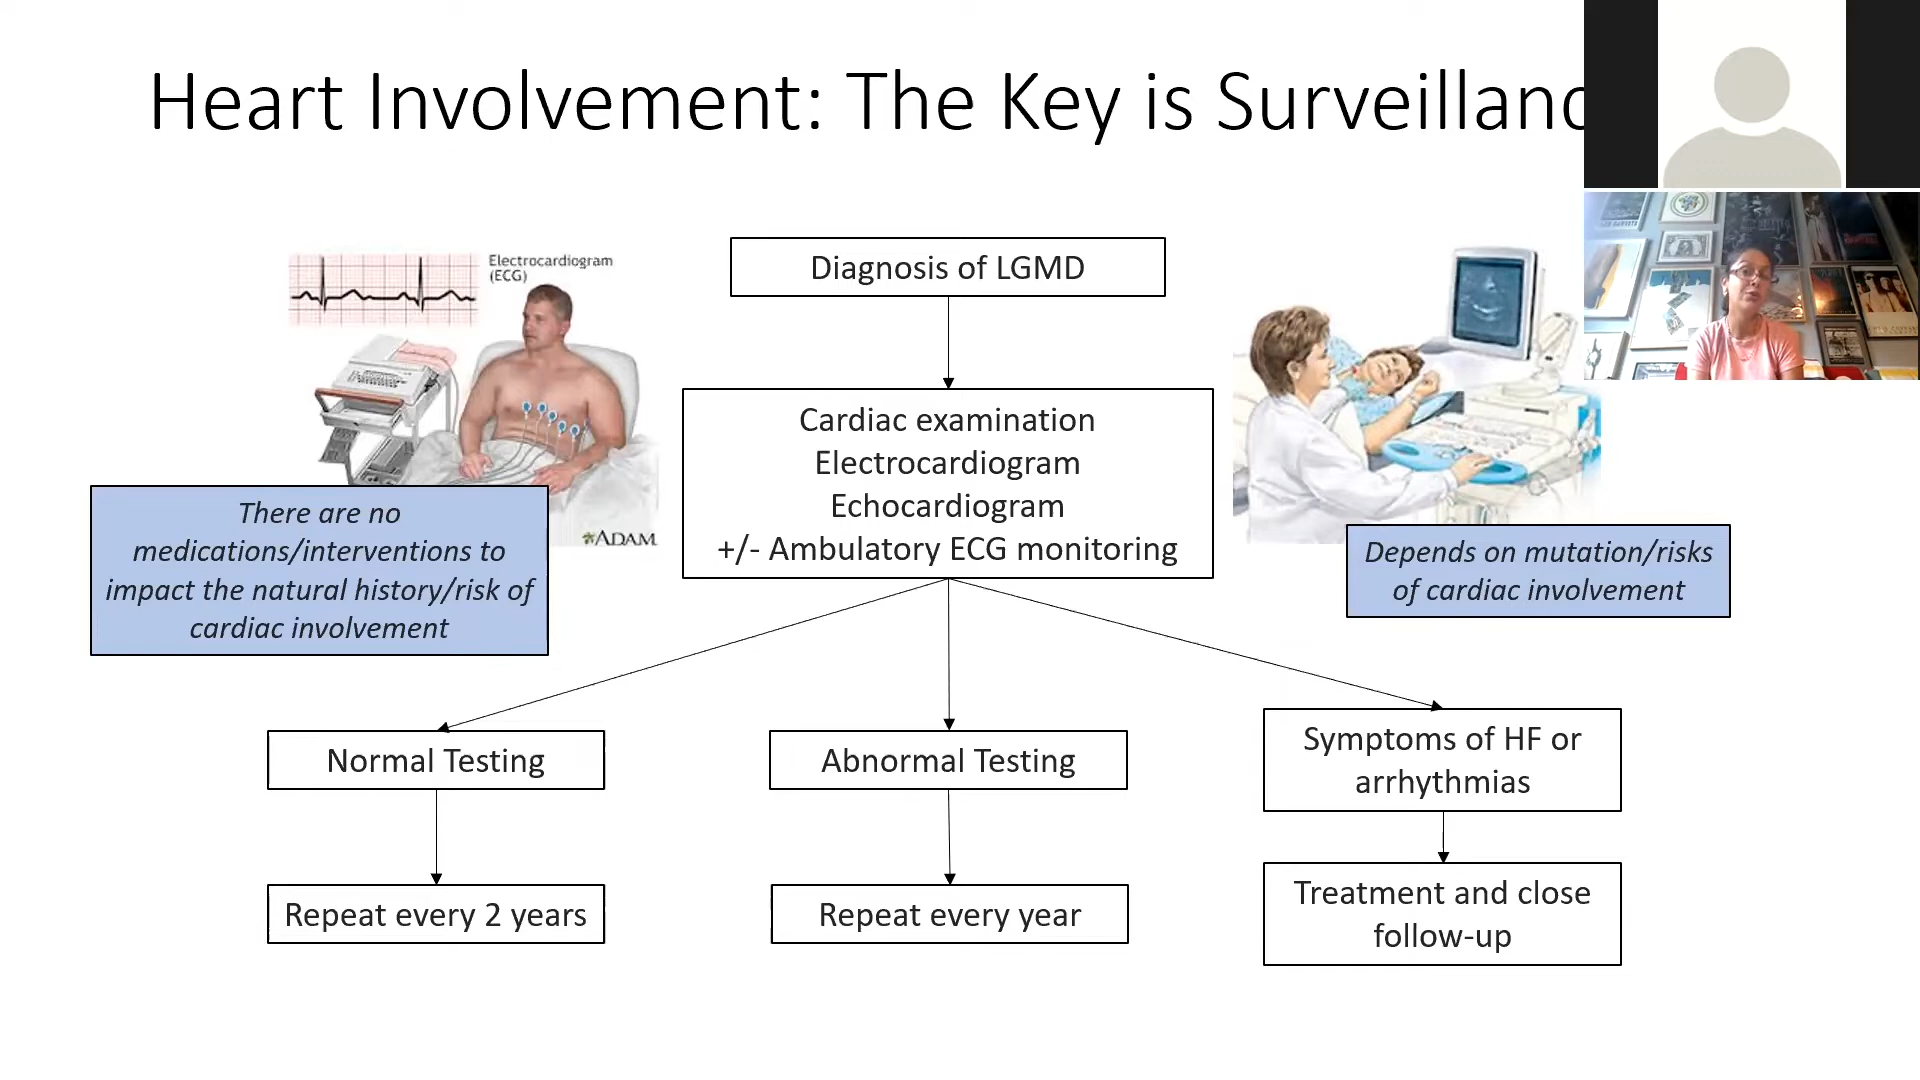 Heart Involvement: The Key is Surveillanc
Electrocardiogram
(ECG)
Diagnosis of LGMD
Cardiac examination
Electrocardiogram
Echocardiogram
+/- Ambulatory ECG monitoring
ADAM
There are no
medications/interventions to
impact the natural history/risk of
cardiac involvement
Depends on mutation/risks
of cardiac involvement
Normal Testing
Abnormal Testing
Symptoms of HF or
arrhythmias
Repeat every 2 years
Repeat every year
Treatment and close
follow-up